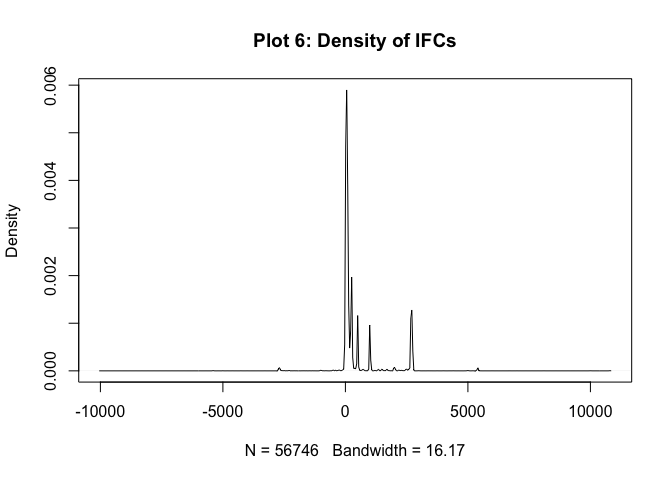 Plot 6: Density of IFCs
Density
0.006
0.004
0.002
0.000
-10000 -5000 0 5000 10000
N = 56746 Bandwidth = 16.17